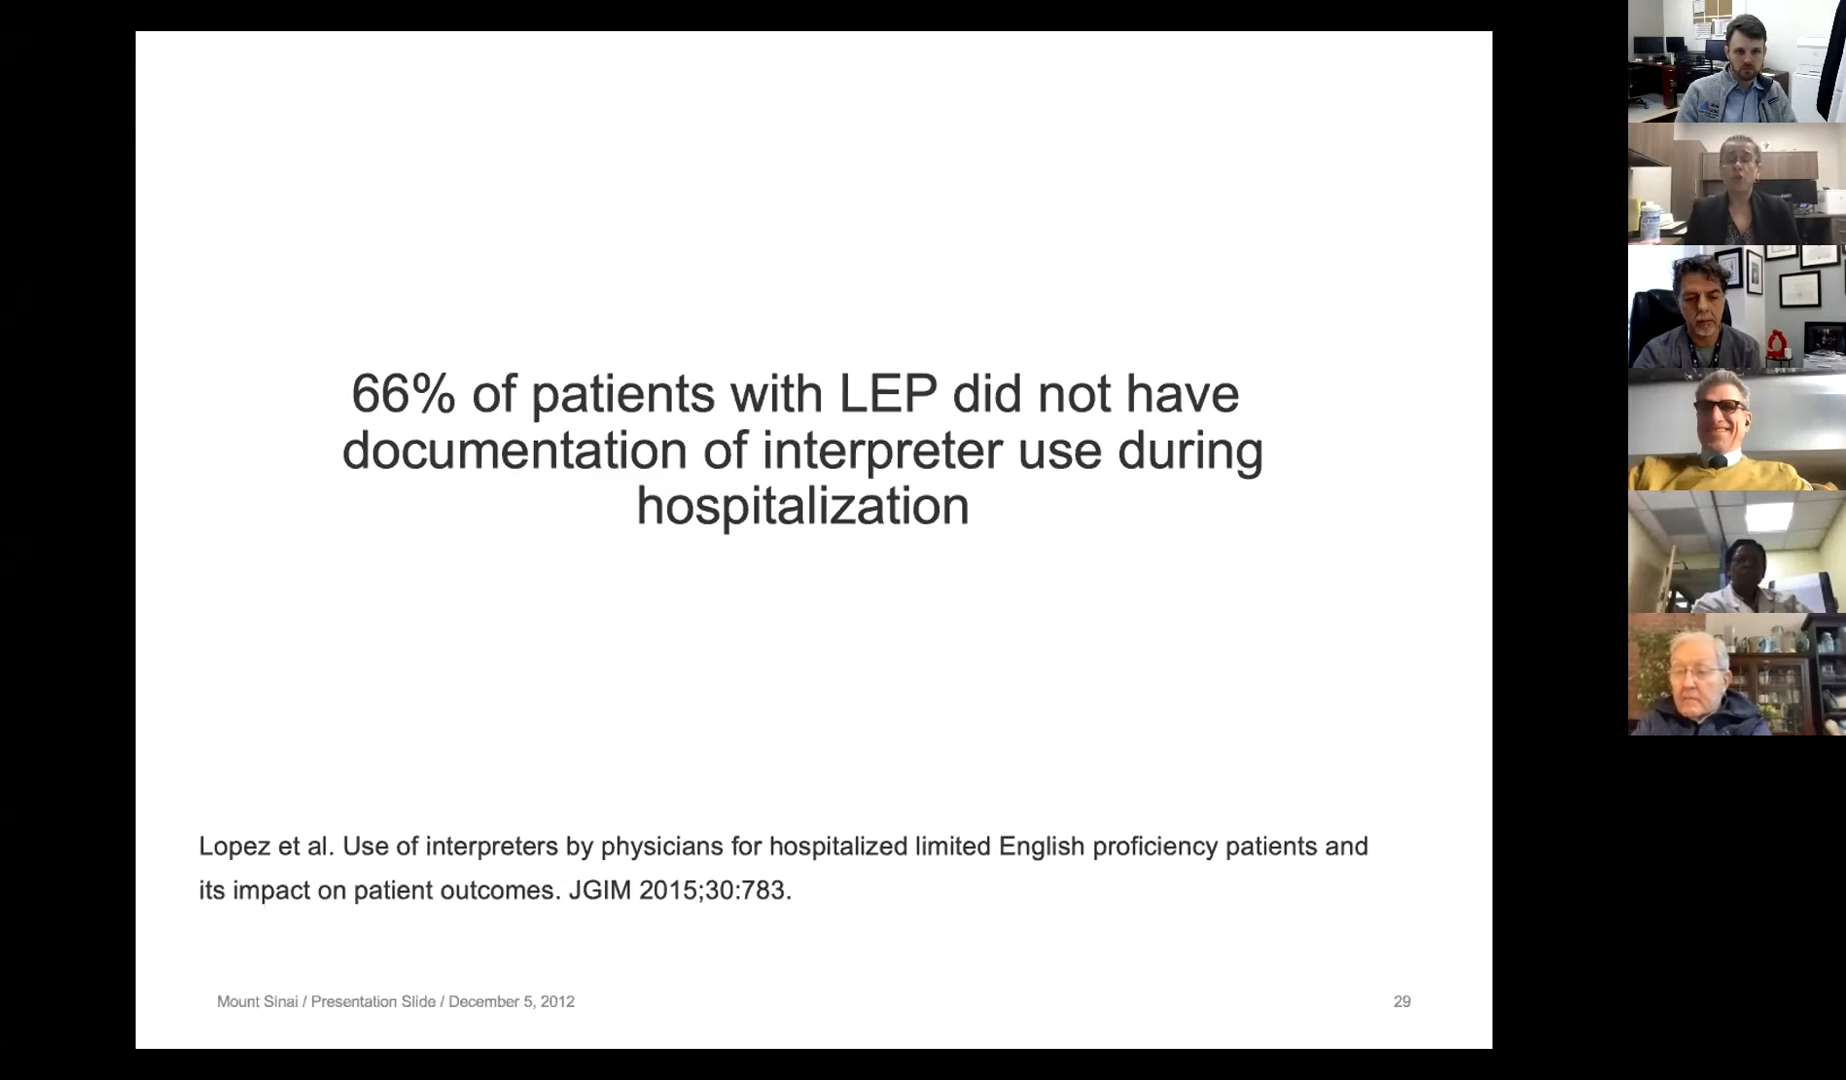 66% of patients with LEP did not have
documentation of interpreter use during
hospitalization
Lopez et al. Use of interpreters by physicians for hospitalized limited English proficiency patients and
its impact on patient outcomes. JGIM 2015;30:783.
Mount Sinai / Presentation Slide / December 5, 2012
29